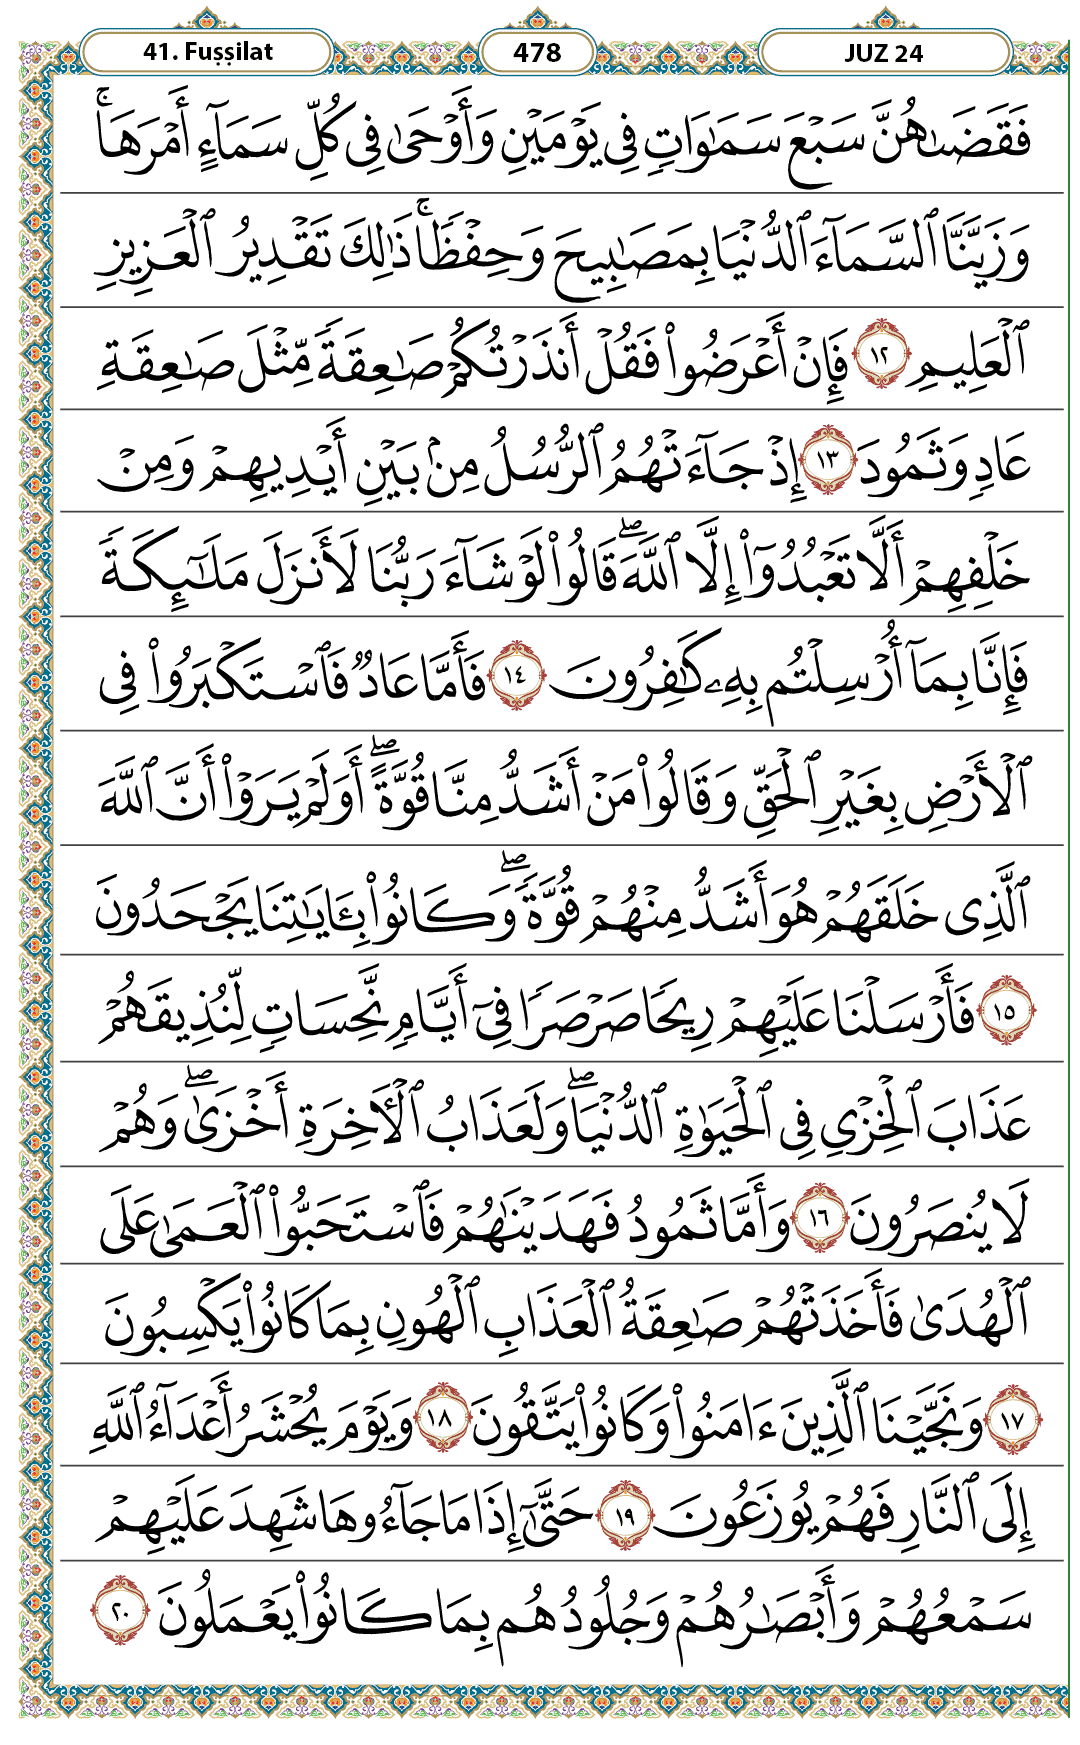 41. Fuṣṣilat
478
JUZ 24
فَقَضَىٰهُنَّ سَبْعَ سَمَٰوَاتٍۢ فِى يَوْمَيْنِ وَأَوْحَىٰ فِى كُلِّ سَمَآءٍ أَمْرَهَا ۚ
وَزَيَّنَّا ٱلسَّمَآءَ ٱلدُّنْيَا بِمَصَٰبِيحَ وَحِفْظًۭا ۚ ذَٰلِكَ تَقْدِيرُ ٱلْعَزِيزِ
ٱلْعَلِيمِ ١٢ فَإِنْ أَعْرَضُوا۟ فَقُلْ أَنذَرْتُكُمْ صَٰعِقَةًۭ مِّثْلَ صَٰعِقَةِ
عَادٍۢ وَثَمُودَ ١٣ إِذْ جَآءَتْهُمُ ٱلرُّسُلُ مِنۢ بَيْنِ أَيْدِيهِمْ وَمِنْ
خَلْفِهِمْ أَلَّا تَعْبُدُوٓا۟ إِلَّا ٱللَّهَ ۖ قَالُوا۟ لَوْ شَآءَ رَبُّنَا لَأَنزَلَ مَلَٰٓئِكَةًۭ
فَإِنَّا بِمَآ أُرْسِلْتُم بِهِۦ كَٰفِرُونَ ١٤ فَأَمَّا عَادٌۭ فَٱسْتَكْبَرُوا۟ فِى
ٱلْأَرْضِ بِغَيْرِ ٱلْحَقِّ وَقَالُوا۟ مَنْ أَشَدُّ مِنَّا قُوَّةً ۖ أَوَلَمْ يَرَوْا۟ أَنَّ ٱللَّهَ
ٱلَّذِى خَلَقَهُمْ هُوَ أَشَدُّ مِنْهُمْ قُوَّةًۭ ۖ وَكَانُوا۟ بِـَٔايَٰتِنَا يَجْحَدُونَ
١٥ فَأَرْسَلْنَا عَلَيْهِمْ رِيحًۭا صَرْصَرًۭا فِىٓ أَيَّامٍۢ نَّحِسَاتٍۢ لِّنُذِيقَهُمْ
عَذَابَ ٱلْخِزْىِ فِى ٱلْحَيَوٰةِ ٱلدُّنْيَا ۖ وَلَعَذَابُ ٱلْـَٔاخِرَةِ أَخْزَىٰ ۖ وَهُمْ
لَا يُنصَرُونَ ١٦ وَأَمَّا ثَمُودُ فَهَدَيْنَٰهُمْ فَٱسْتَحَبُّوا۟ ٱلْعَمَىٰ عَلَى
ٱلْهُدَىٰ فَأَخَذَتْهُمْ صَٰعِقَةُ ٱلْعَذَابِ ٱلْهُونِ بِمَا كَانُوا۟ يَكْسِبُونَ
١٧ وَنَجَّيْنَا ٱلَّذِينَ ءَامَنُوا۟ وَكَانُوا۟ يَتَّقُونَ ١٨ وَيَوْمَ يُحْشَرُ أَعْدَآءُ ٱللَّهِ
إِلَى ٱلنَّارِ فَهُمْ يُوزَعُونَ ١٩ حَتَّىٰٓ إِذَا مَا جَآءُوهَا شَهِدَ عَلَيْهِمْ
سَمْعُهُمْ وَأَبْصَٰرُهُمْ وَجُلُودُهُم بِمَا كَانُوا۟ يَعْمَلُونَ ٢٠